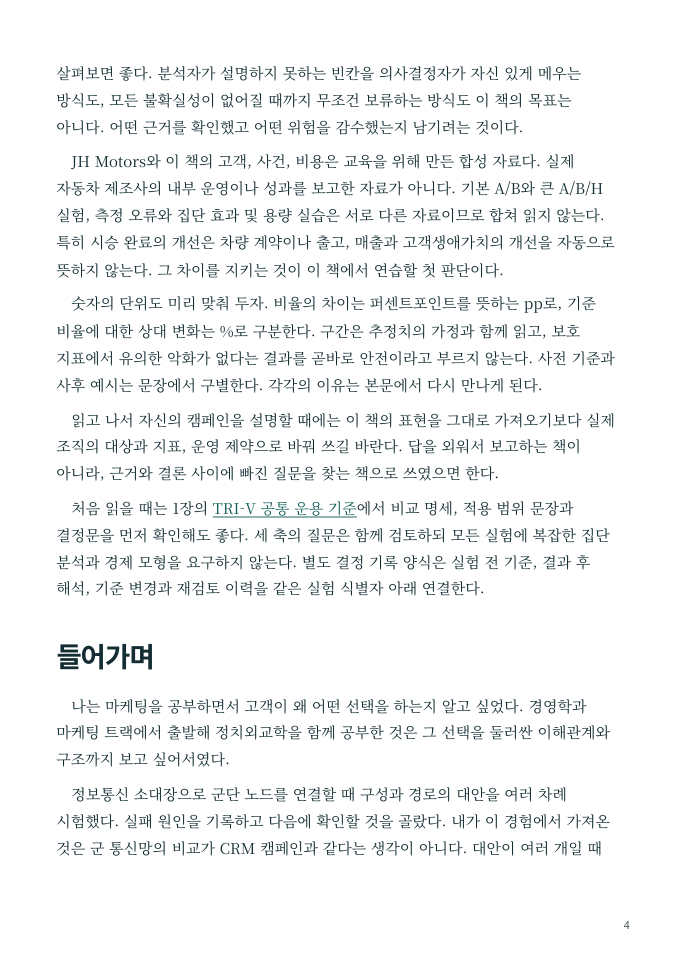 살펴보면 좋다. 분석자가 설명하지 못하는 빈칸을 의사결정자가 자신 있게 메우는
방식도, 모든 불확실성이 없어질 때까지 무조건 보류하는 방식도 이 책의 목표는
아니다. 어떤 근거를 확인했고 어떤 위험을 감수했는지 남기려는 것이다.
JH Motors와 이 책의 고객, 사건, 비용은 교육을 위해 만든 합성 자료다. 실제
자동차 제조사의 내부 운영이나 성과를 보고한 자료가 아니다. 기본 A/B와 큰 A/B/H
실험, 측정 오류와 집단 효과 및 용량 실습은 서로 다른 자료이므로 합쳐 읽지 않는다.
특히 시승 완료의 개선은 차량 계약이나 출고, 매출과 고객생애가치의 개선을 자동으로
뜻하지 않는다. 그 차이를 지키는 것이 이 책에서 연습할 첫 판단이다.
숫자의 단위도 미리 맞춰 두자. 비율의 차이는 퍼센트포인트를 뜻하는 pp로, 기준
비율에 대한 상대 변화는 %로 구분한다. 구간은 추정치의 가정과 함께 읽고, 보호
지표에서 유의한 악화가 없다는 결과를 곧바로 안전이라고 부르지 않는다. 사전 기준과
사후 예시는 문장에서 구별한다. 각각의 이유는 본문에서 다시 만나게 된다.
읽고 나서 자신의 캠페인을 설명할 때에는 이 책의 표현을 그대로 가져오기보다 실제
조직의 대상과 지표, 운영 제약으로 바꿔 쓰길 바란다. 답을 외워서 보고하는 책이
아니라, 근거와 결론 사이에 빠진 질문을 찾는 책으로 쓰였으면 한다.
처음 읽을 때는 1장의 TRI-V 공통 운용 기준에서 비교 명세, 적용 범위 문장과
결정문을 먼저 확인해도 좋다. 세 축의 질문은 함께 검토하되 모든 실험에 복잡한 집단
분석과 경제 모형을 요구하지 않는다. 별도 결정 기록 양식은 실험 전 기준, 결과 후
해석, 기준 변경과 재검토 이력을 같은 실험 식별자 아래 연결한다.
들어가며
나는 마케팅을 공부하면서 고객이 왜 어떤 선택을 하는지 알고 싶었다. 경영학과
마케팅 트랙에서 출발해 정치외교학을 함께 공부한 것은 그 선택을 둘러싼 이해관계와
구조까지 보고 싶어서였다.
정보통신 소대장으로 군단 노드를 연결할 때 구성과 경로의 대안을 여러 차례
시험했다. 실패 원인을 기록하고 다음에 확인할 것을 골랐다. 내가 이 경험에서 가져온
것은 군 통신망의 비교가 CRM 캠페인과 같다는 생각이 아니다. 대안이 여러 개일 때
4